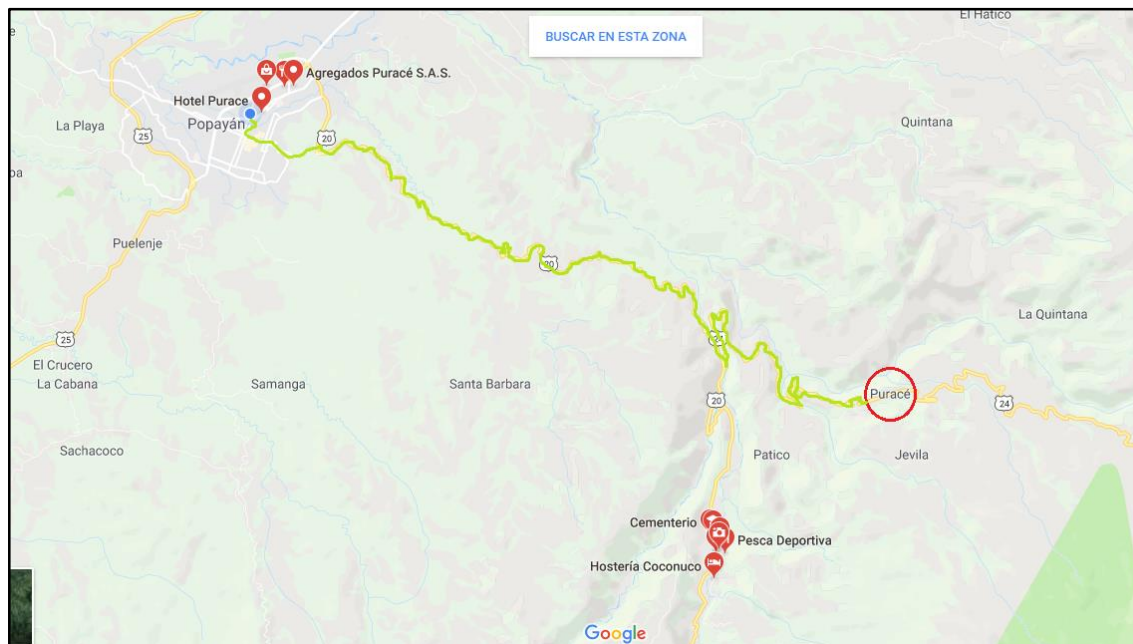 El Hatico
BUSCAR EN ESTA ZONA
Agregados Puracé S.A.S.
Hotel Purace
Popayán
La Playa
25
20
Quintana
Puelenje
20
La Quintana
25
El Crucero
La Cabana
Samanga
Santa Barbara
20
Puracé
24
Sachacoco
Patico
Jevila
Cementerio
Pesca Deportiva
Hostería Coconuco
Google